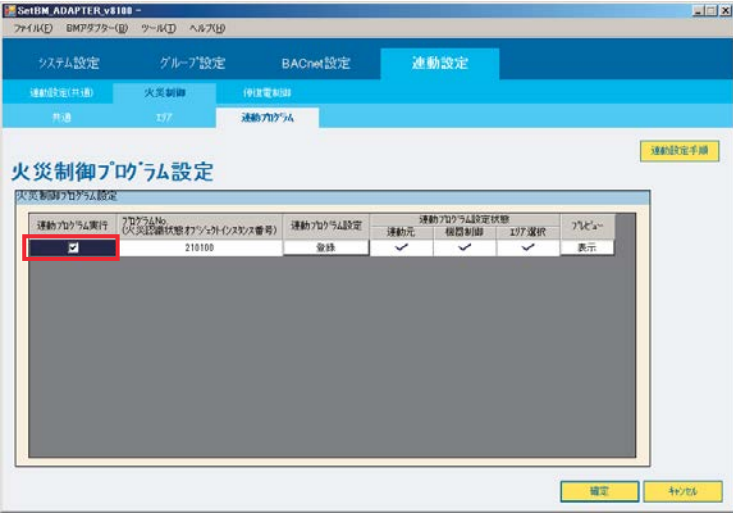 SetBM_ADAPTER_v8100 -
ファイル(F) BMアダプター(B) ツール(T) ヘルプ(H)
システム設定 グループ設定 BACnet設定 連動設定
連動設定(共通) 火災制御 停復電制御
共通 エリア 連動プログラム
連動設定手順
火災制御プログラム設定
火災制御プログラム設定
連動プログラム実行 プログラムNo. (火災認識状態オブジェクトインスタンス番号) 連動プログラム設定 連動プログラム設定状態 プレビュー
連動元 機器制御 エリア選択
210100 登録 表示
確定 キャンセル